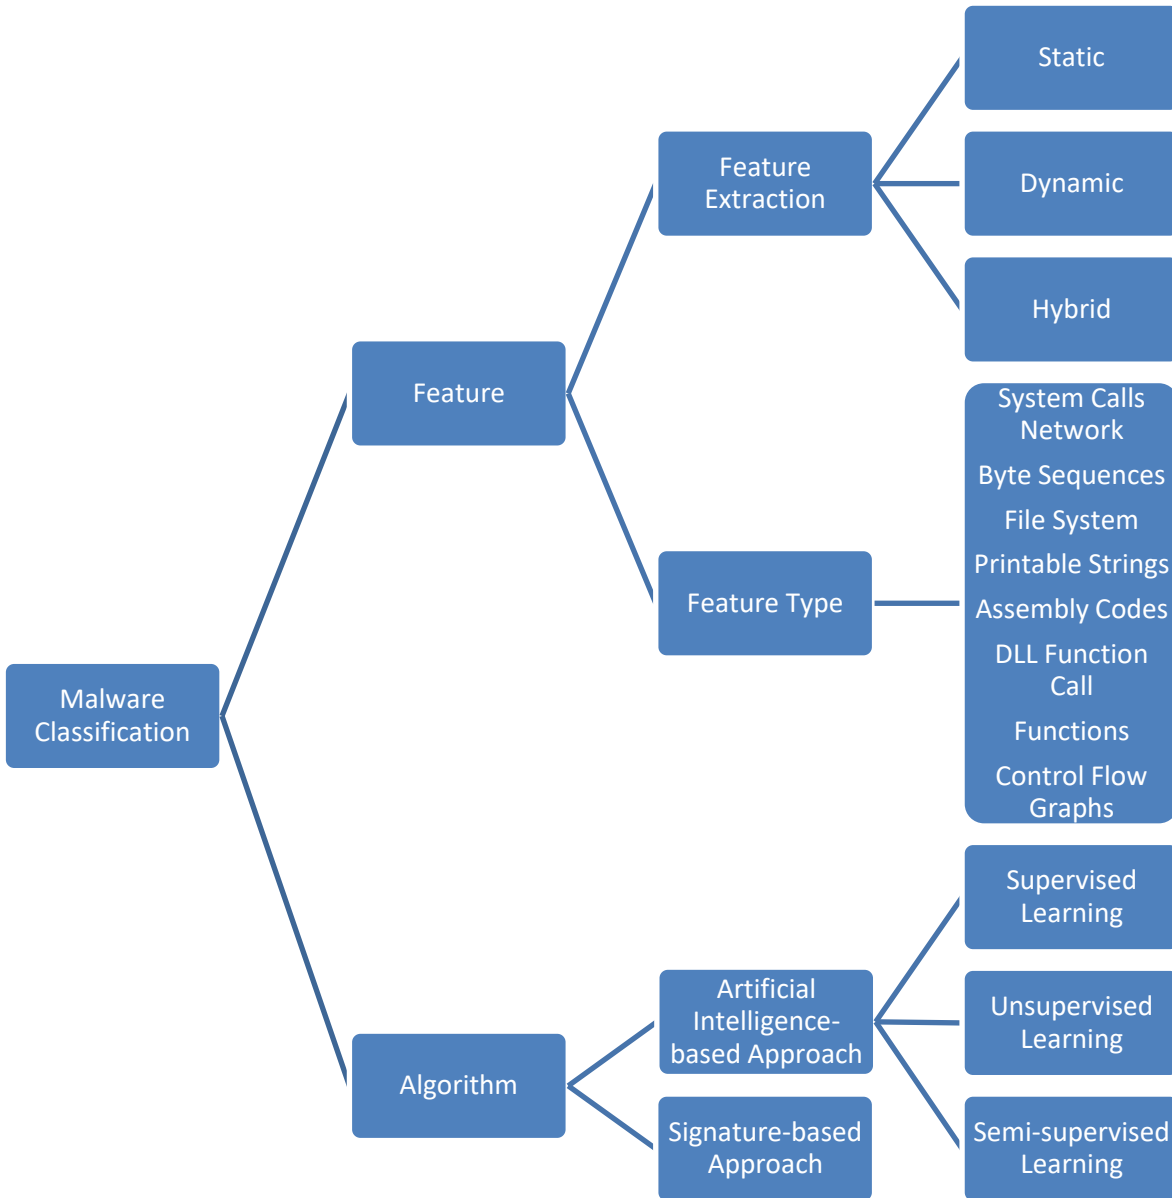 Static
Feature
Extraction
Dynamic
Hybrid
Feature
System Calls
Network
Byte Sequences
File System
Printable Strings
Feature Type
Assembly Codes
DLL Function
Call
Functions
Control Flow
Graphs
Malware
Classification
Supervised
Learning
Artificial
Intelligence-
based Approach
Unsupervised
Learning
Algorithm
Signature-based
Approach
Semi-supervised
Learning